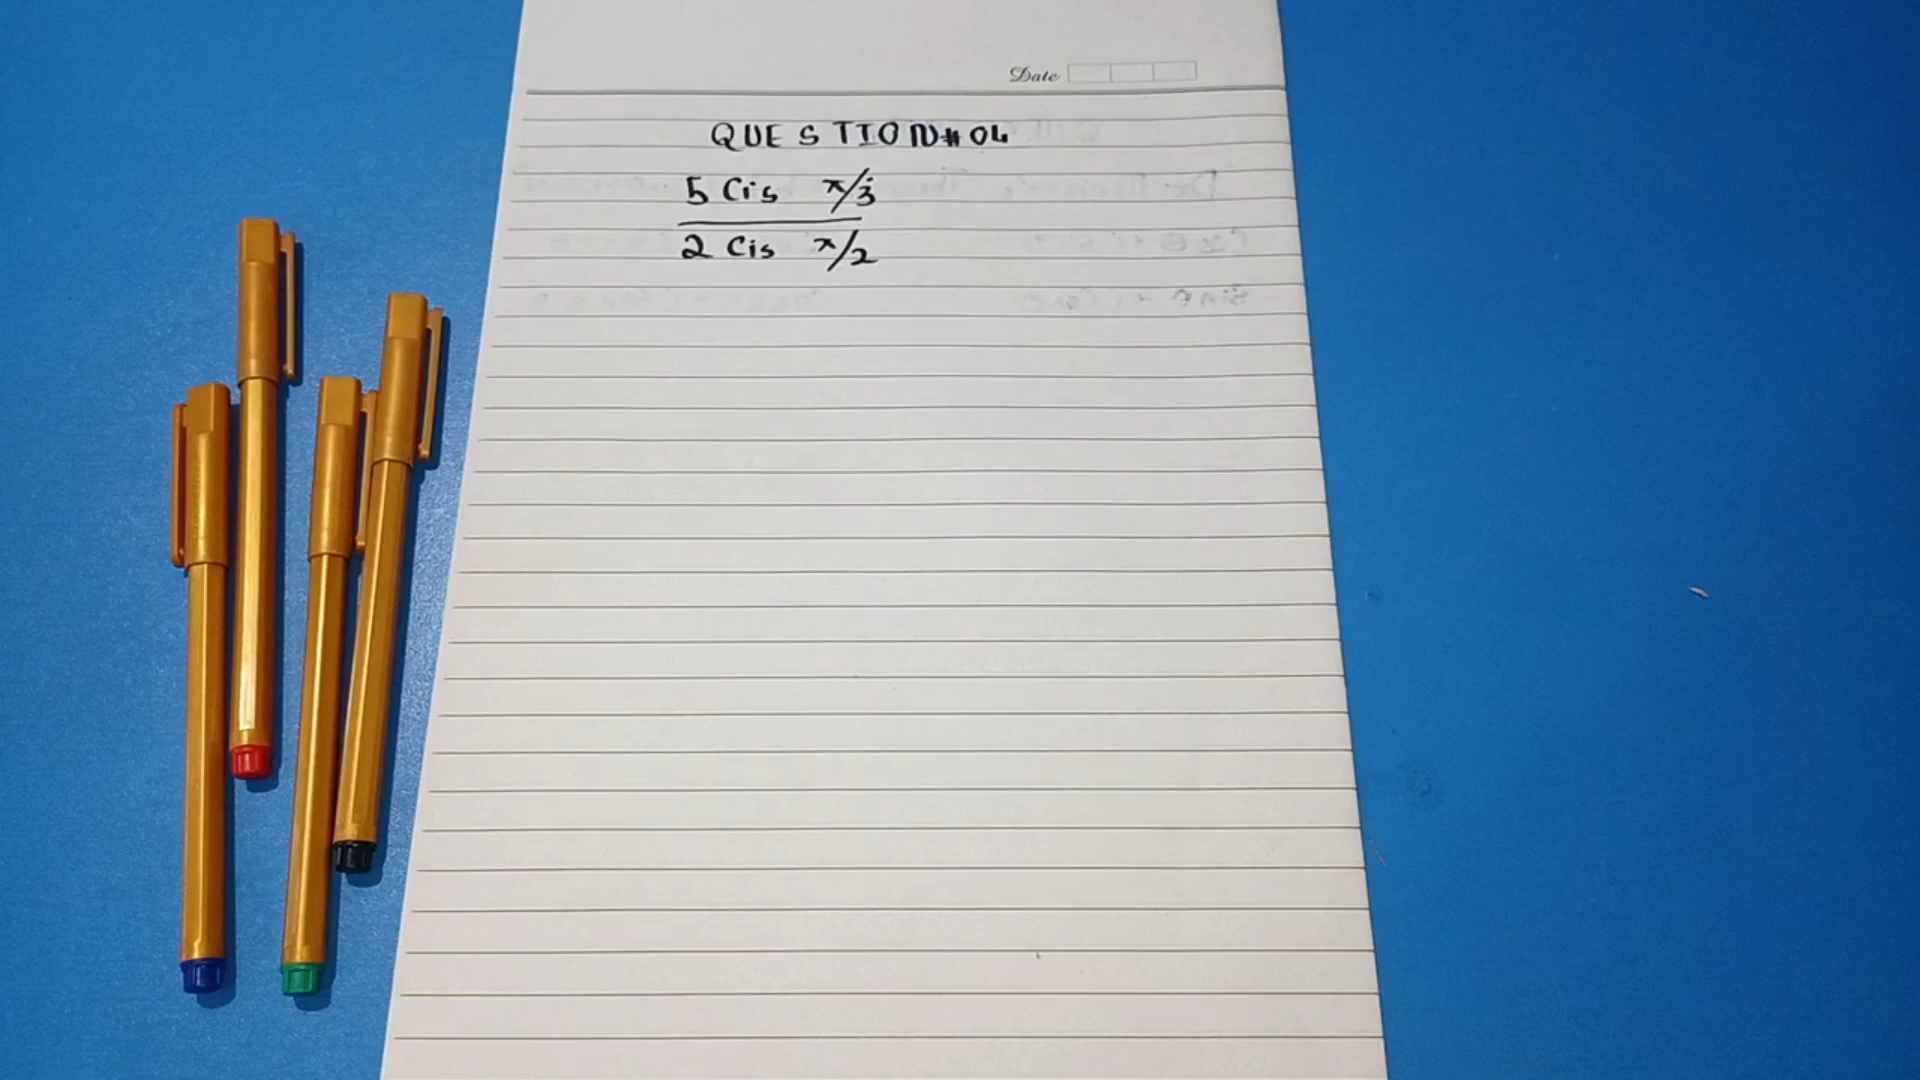 Date
QUESTION#04
5 Cis π/3
2 Cis π/2